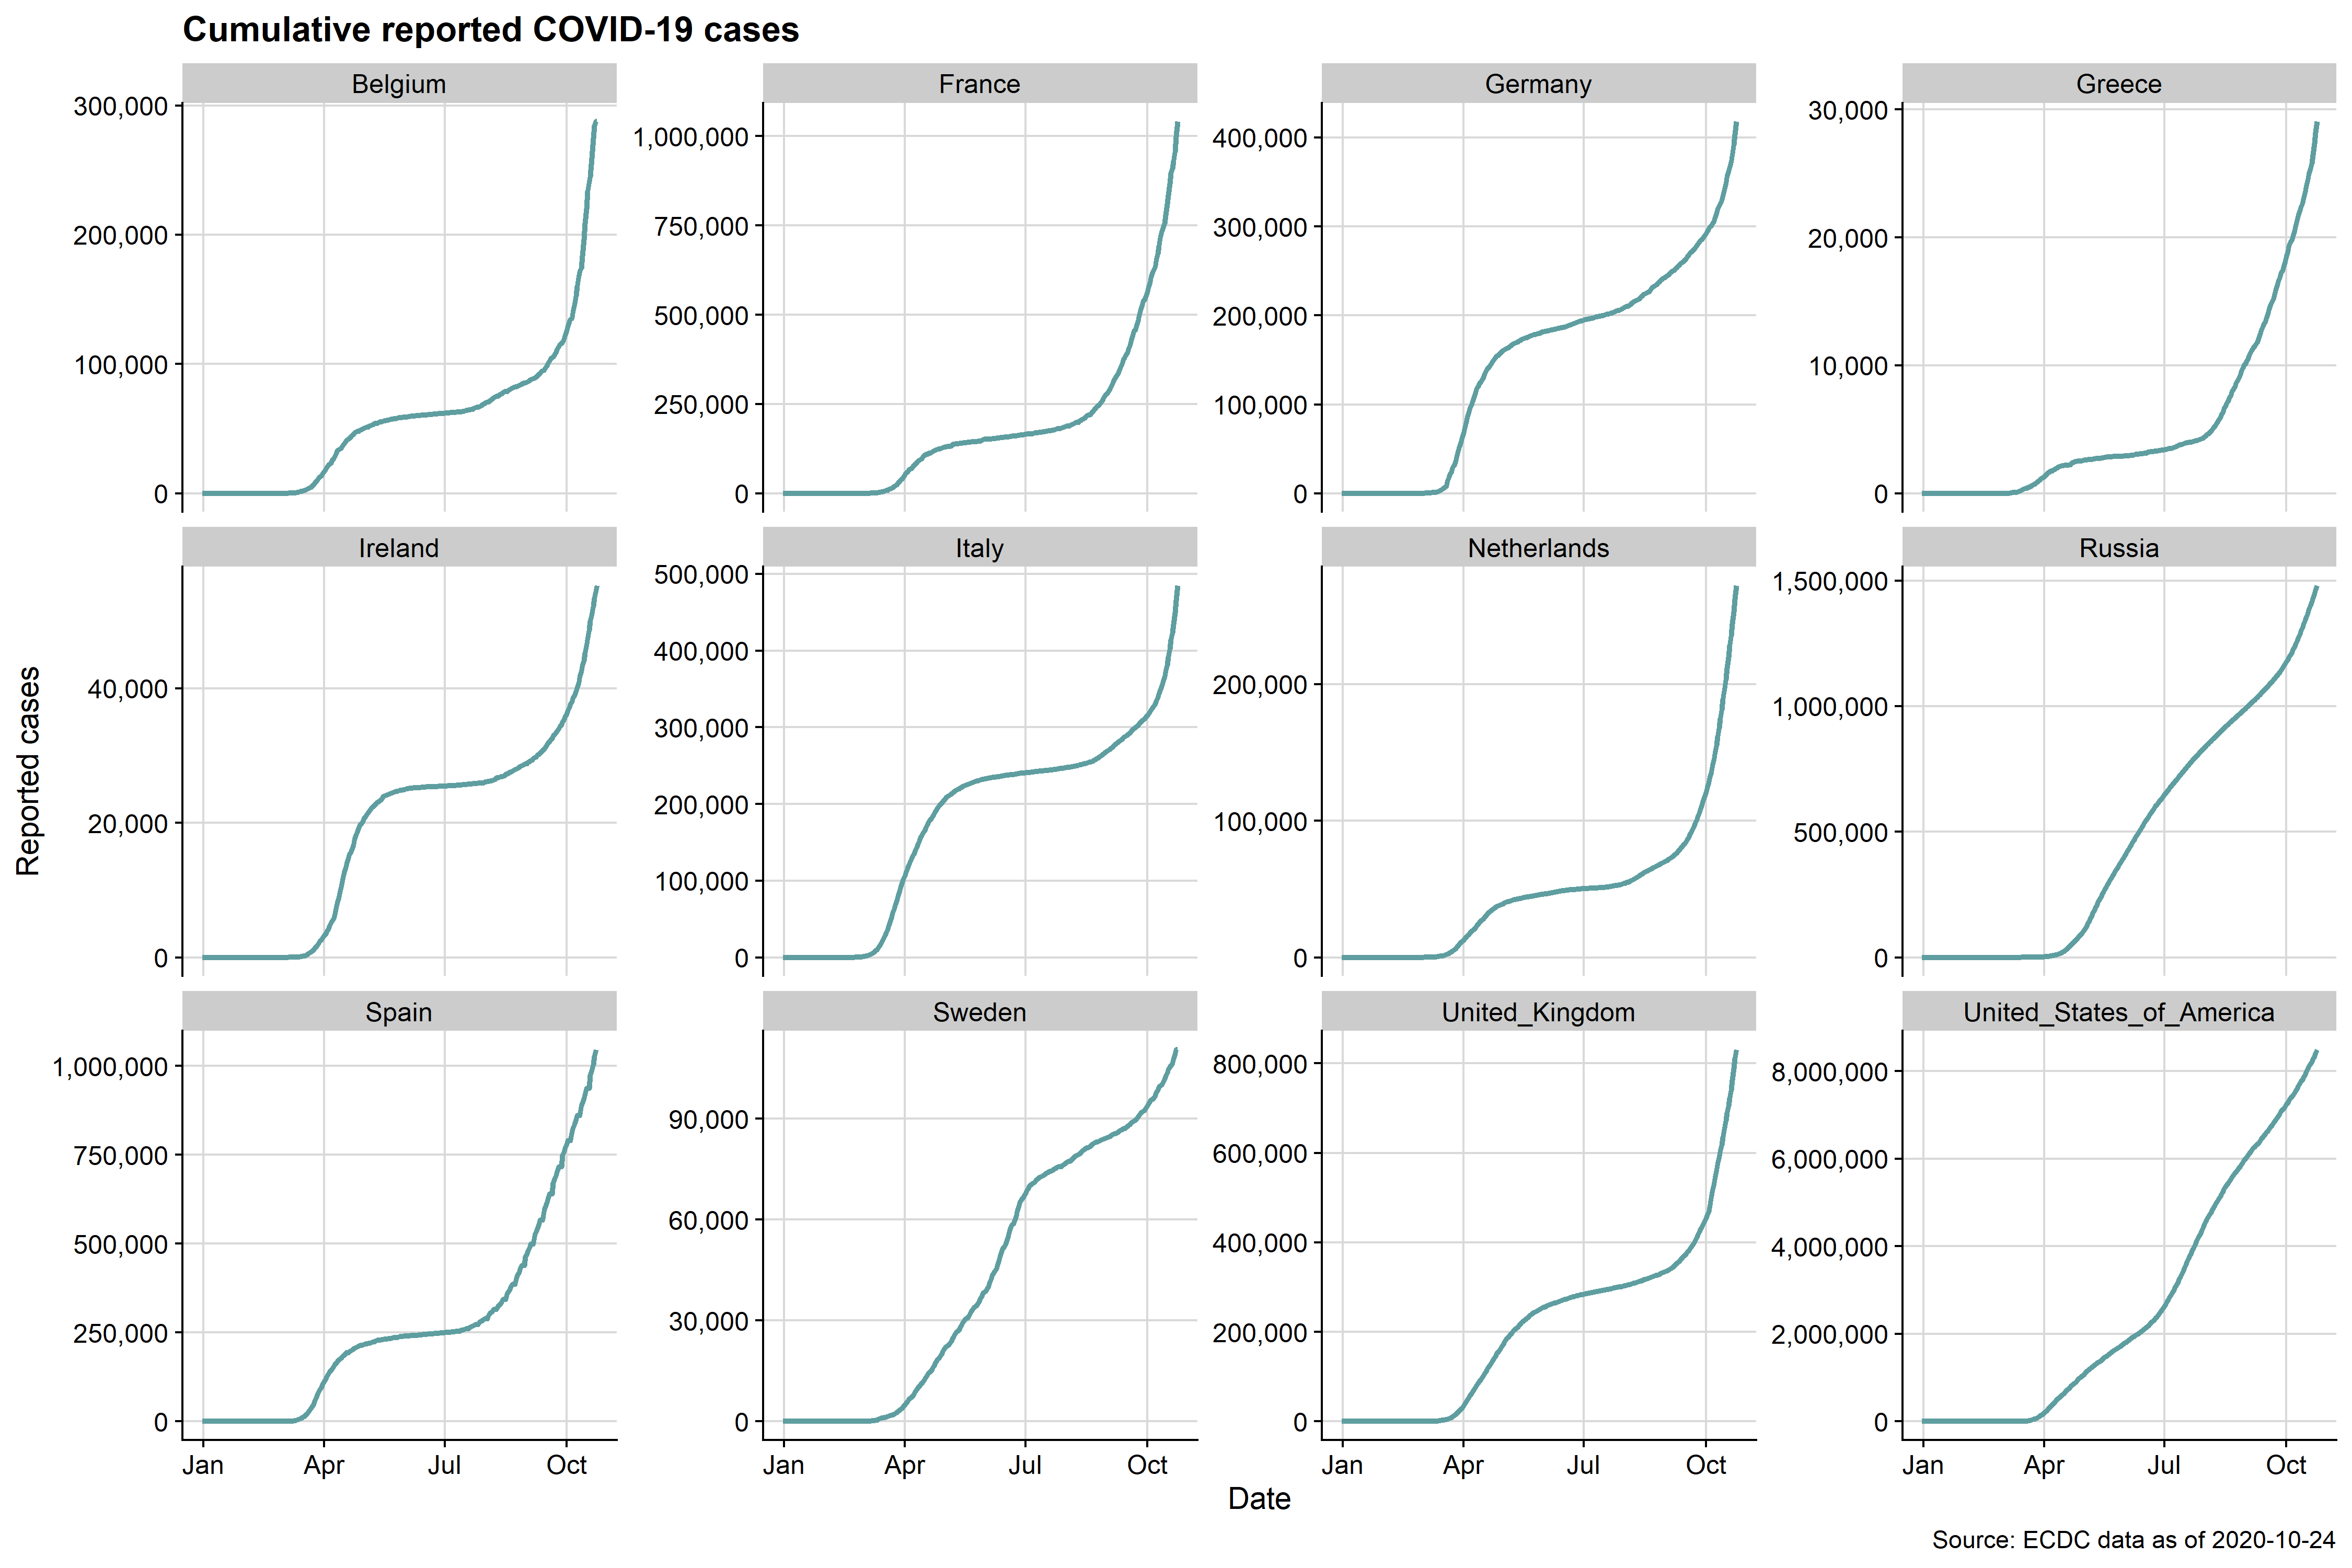 Cumulative reported COVID-19 cases
Belgium
France
Germany
Greece
300,000
200,000
100,000
0
1,000,000
750,000
500,000
250,000
0
400,000
300,000
200,000
100,000
0
30,000
20,000
10,000
0
Ireland
Italy
Netherlands
Russia
40,000
20,000
0
500,000
400,000
300,000
200,000
100,000
0
200,000
100,000
0
1,500,000
1,000,000
500,000
0
Spain
Sweden
United_Kingdom
United_States_of_America
1,000,000
750,000
500,000
250,000
0
90,000
60,000
30,000
0
800,000
600,000
400,000
200,000
0
8,000,000
6,000,000
4,000,000
2,000,000
0
Jan Apr Jul Oct
Jan Apr Jul Oct
Jan Apr Jul Oct
Jan Apr Jul Oct
Reported cases
Date
Source: ECDC data as of 2020-10-24